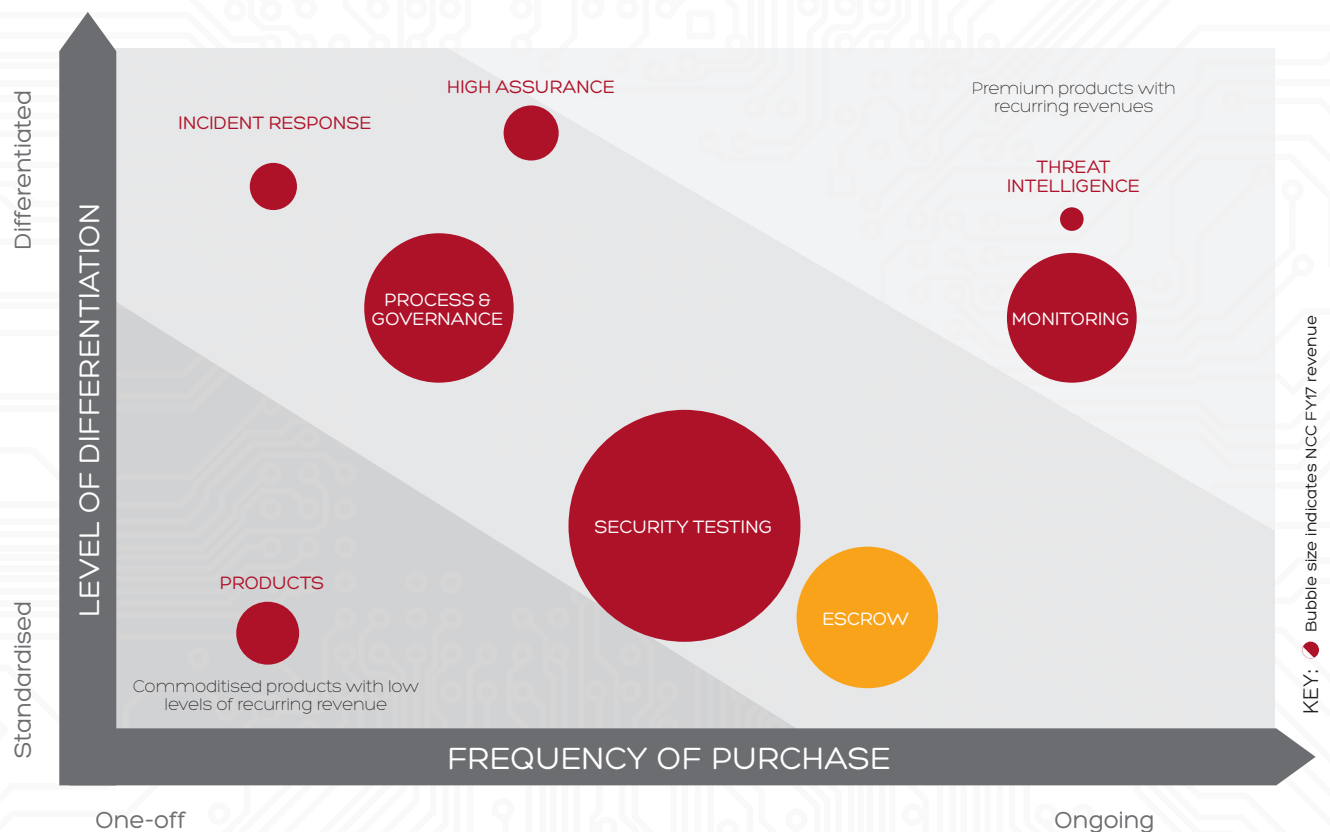 Differentiated
LEVEL OF DIFFERENTIATION
Standardised
HIGH ASSURANCE
INCIDENT RESPONSE
Premium products with
recurring revenues
THREAT
INTELLIGENCE
PROCESS &
GOVERNANCE
MONITORING
SECURITY TESTING
PRODUCTS
ESCROW
Commoditised products with low
levels of recurring revenue
KEY: Bubble size indicates NCC FY17 revenue
FREQUENCY OF PURCHASE
One-off
Ongoing